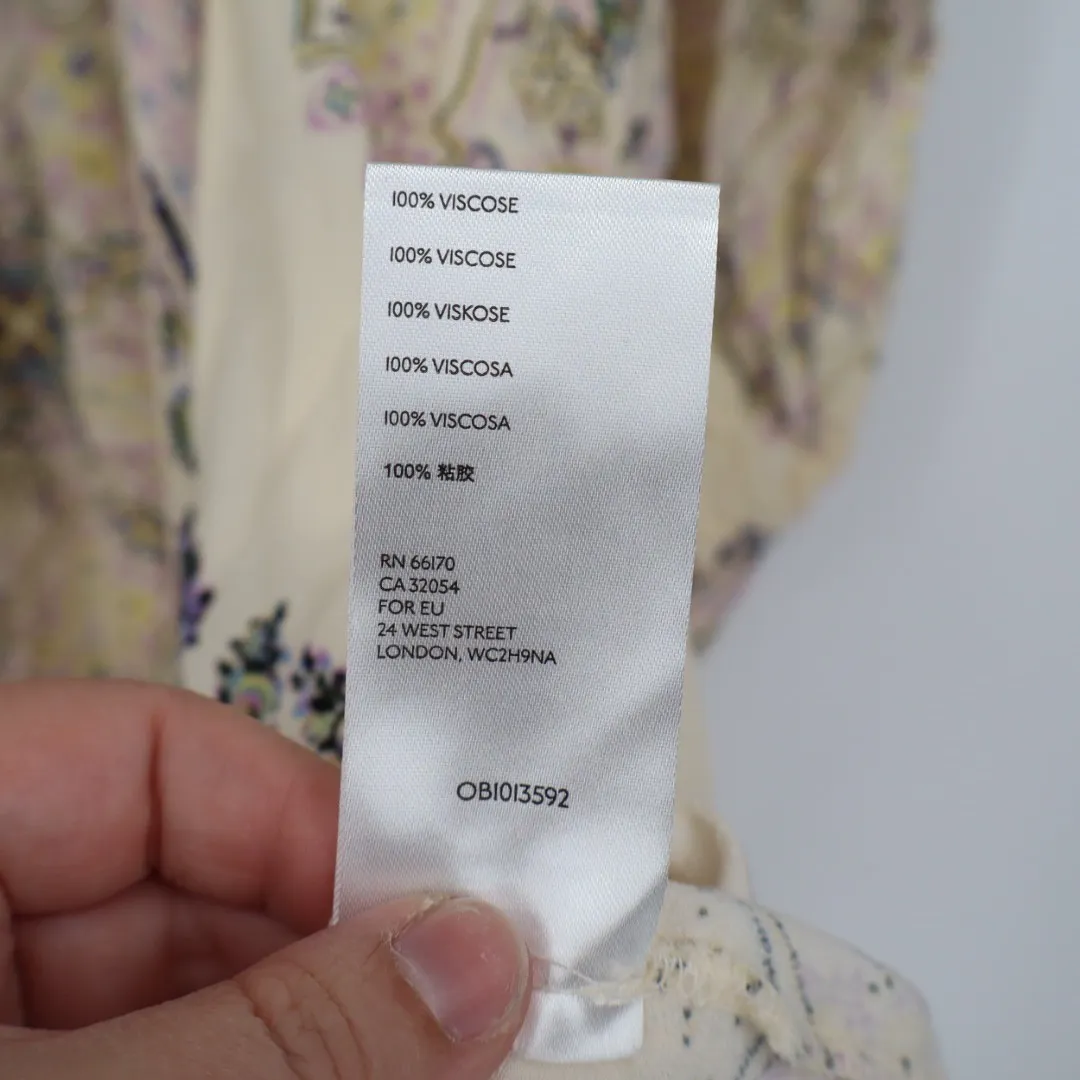 100% VISCOSE
100% VISCOSE
100% VISKOSE
100% VISCOSA
100% VISCOSA
100% 粘胶
RN 66170
CA 32054
FOR EU
24 WEST STREET
LONDON, WC2H9NA
OB1013592